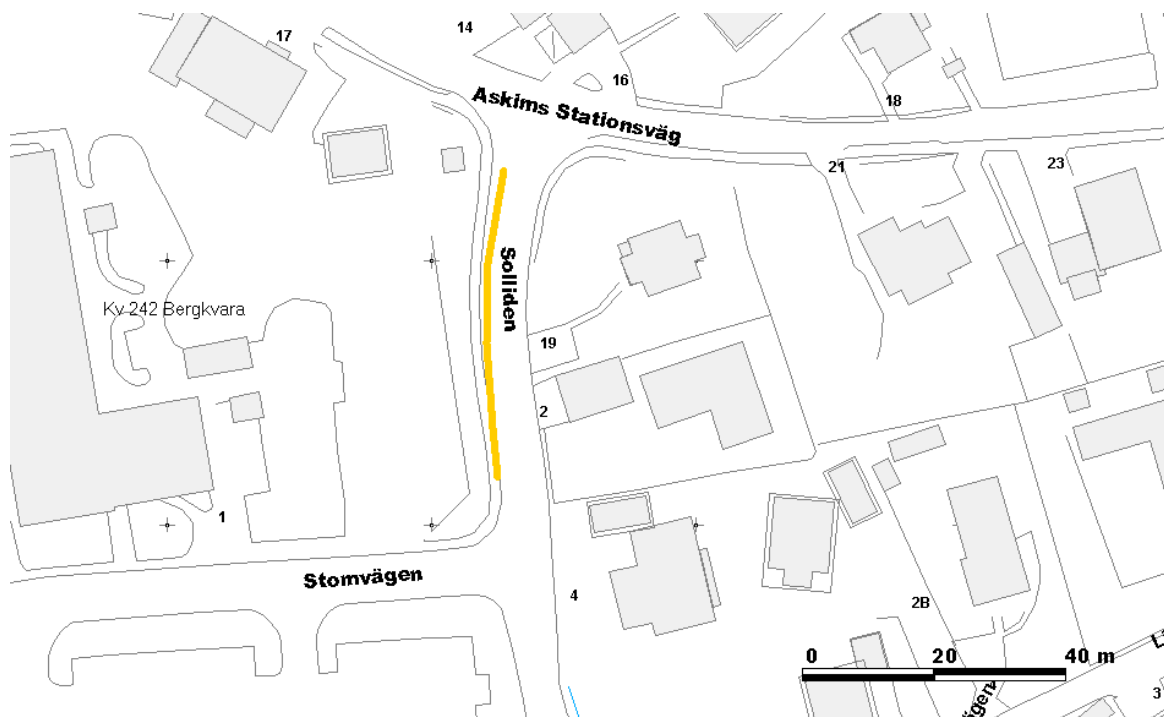 17
14
16
Askims Stationsväg
18
21
23
Solliden
Kv 242 Bergkvara
19
2
1
Stomvägen
4
2B
0 20 40 m
3